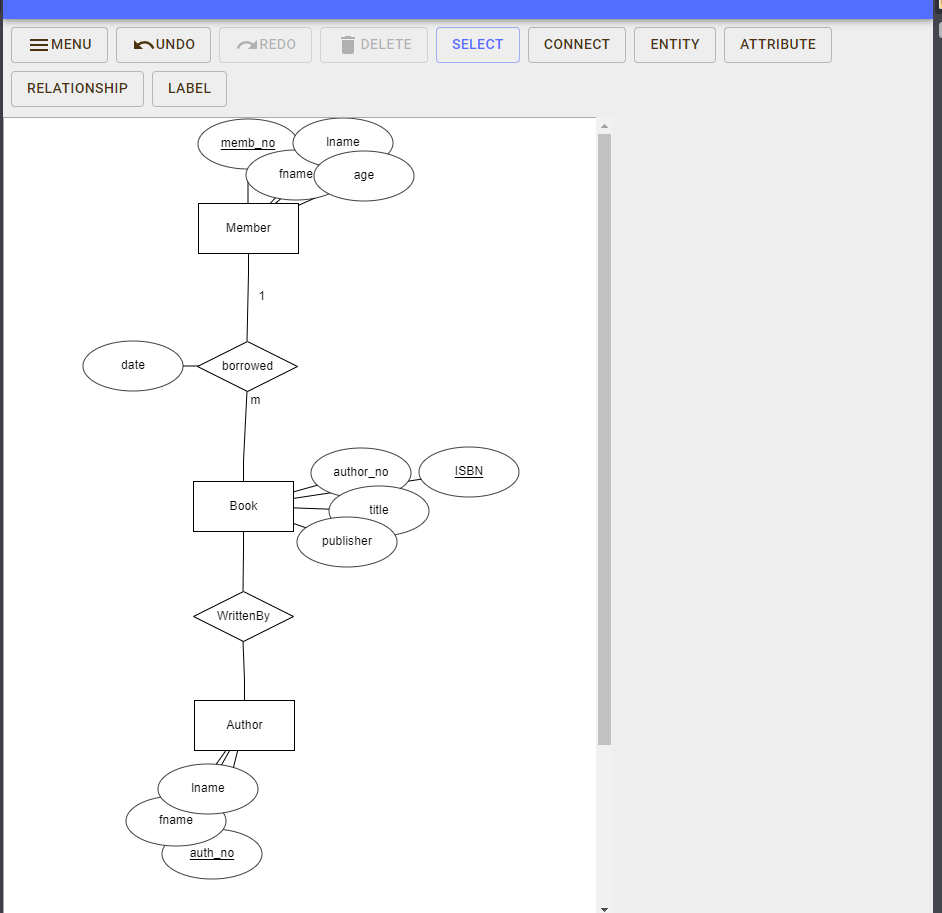 MENU
UNDO
REDO
DELETE
SELECT
CONNECT
ENTITY
ATTRIBUTE
RELATIONSHIP
LABEL
memb_no
lname
fname
age
Member
1
date
borrowed
m
author_no
ISBN
Book
title
publisher
WrittenBy
Author
lname
fname
auth_no